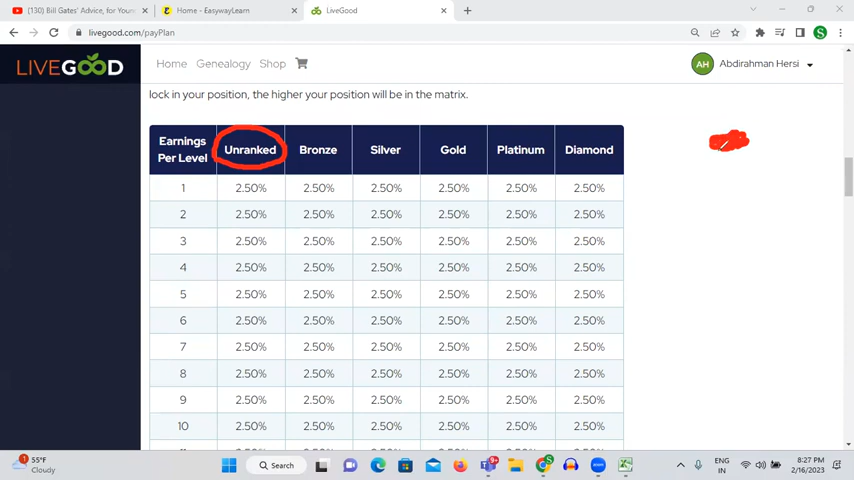 (130) Bill Gates' Advice, for Youn
Home - EasywayLearn
LiveGood
livegood.com/payPlan
LIVEGOOD
Home Genealogy Shop
AH Abdirahman Hersi
lock in your position, the higher your position will be in the matrix.
Earnings Per Level Unranked Bronze Silver Gold Platinum Diamond
1 2.50% 2.50% 2.50% 2.50% 2.50% 2.50%
2 2.50% 2.50% 2.50% 2.50% 2.50% 2.50%
3 2.50% 2.50% 2.50% 2.50% 2.50% 2.50%
4 2.50% 2.50% 2.50% 2.50% 2.50% 2.50%
5 2.50% 2.50% 2.50% 2.50% 2.50% 2.50%
6 2.50% 2.50% 2.50% 2.50% 2.50% 2.50%
7 2.50% 2.50% 2.50% 2.50% 2.50% 2.50%
8 2.50% 2.50% 2.50% 2.50% 2.50% 2.50%
9 2.50% 2.50% 2.50% 2.50% 2.50% 2.50%
10 2.50% 2.50% 2.50% 2.50% 2.50% 2.50%
1 55°F
Cloudy
Search
9+
ENG
IN
8:27 PM
2/16/2023